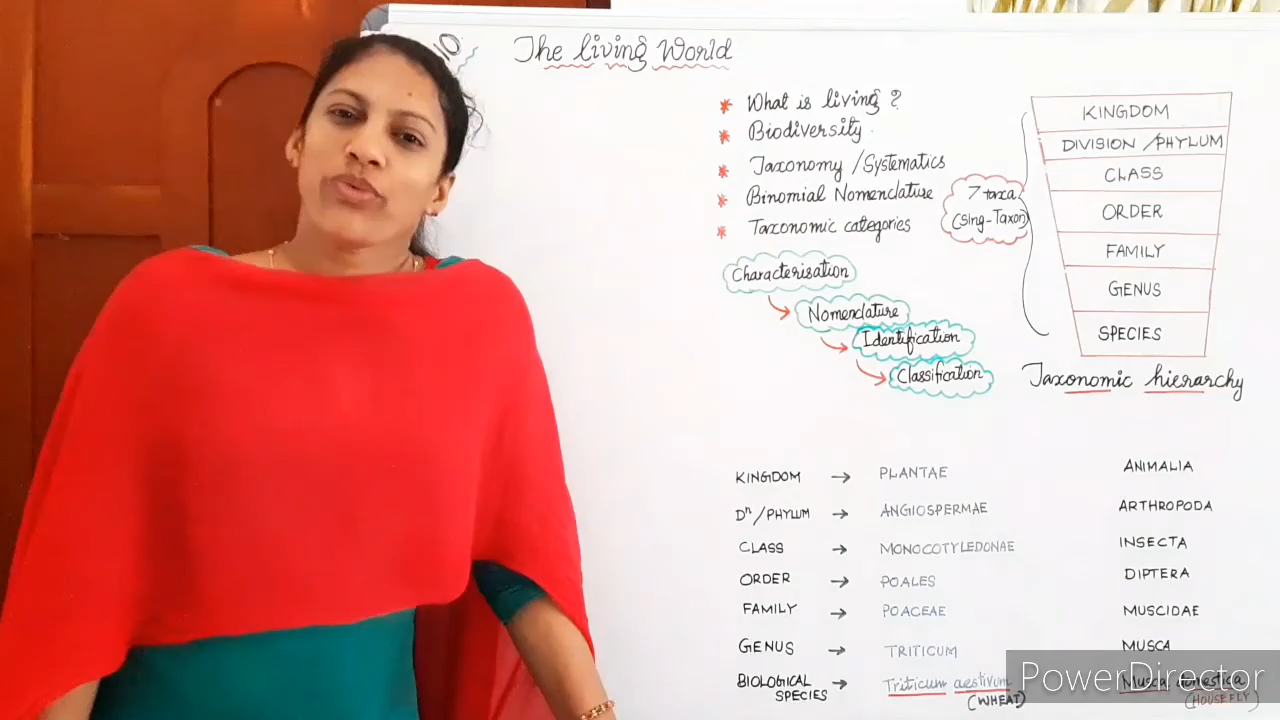 10
The living World
* What is living ?
* Biodiversity.
* Taxonomy / Systematics
* Binomial Nomenclature
* Taxonomic categories
Characterisation
Nomenclature
Identification
Classification
7 taxa
(sing - Taxon)
KINGDOM
DIVISION / PHYLUM
CLASS
ORDER
FAMILY
GENUS
SPECIES
Taxonomic hierarchy
KINGDOM → PLANTAE ANIMALIA
Dⁿ/PHYLUM → ANGIOSPERMAE ARTHROPODA
CLASS → MONOCOTYLEDONAE INSECTA
ORDER → POALES DIPTERA
FAMILY → POACEAE MUSCIDAE
GENUS → TRITICUM MUSCA
BIOLOGICAL SPECIES → Triticum aestivum Musca domestica
(WHEAT) (HOUSEFLY)
PowerDirector